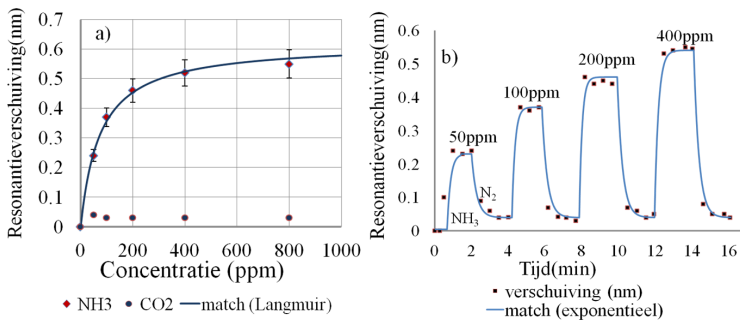 a)
Resonantieverschuiving(nm)
0.7
0.6
0.5
0.4
0.3
0.2
0.1
0
0 200 400 600 800 1000
Concentratie (ppm)
NH3 CO2 match (Langmuir)
b)
Resonantieverschuiving(nm)
0.6
0.5
0.4
0.3
0.2
0.1
0
50ppm
100ppm
200ppm
400ppm
NH₃
N₂
0 2 4 6 8 10 12 14 16
Tijd(min)
verschuiving (nm)
match (exponentieel)